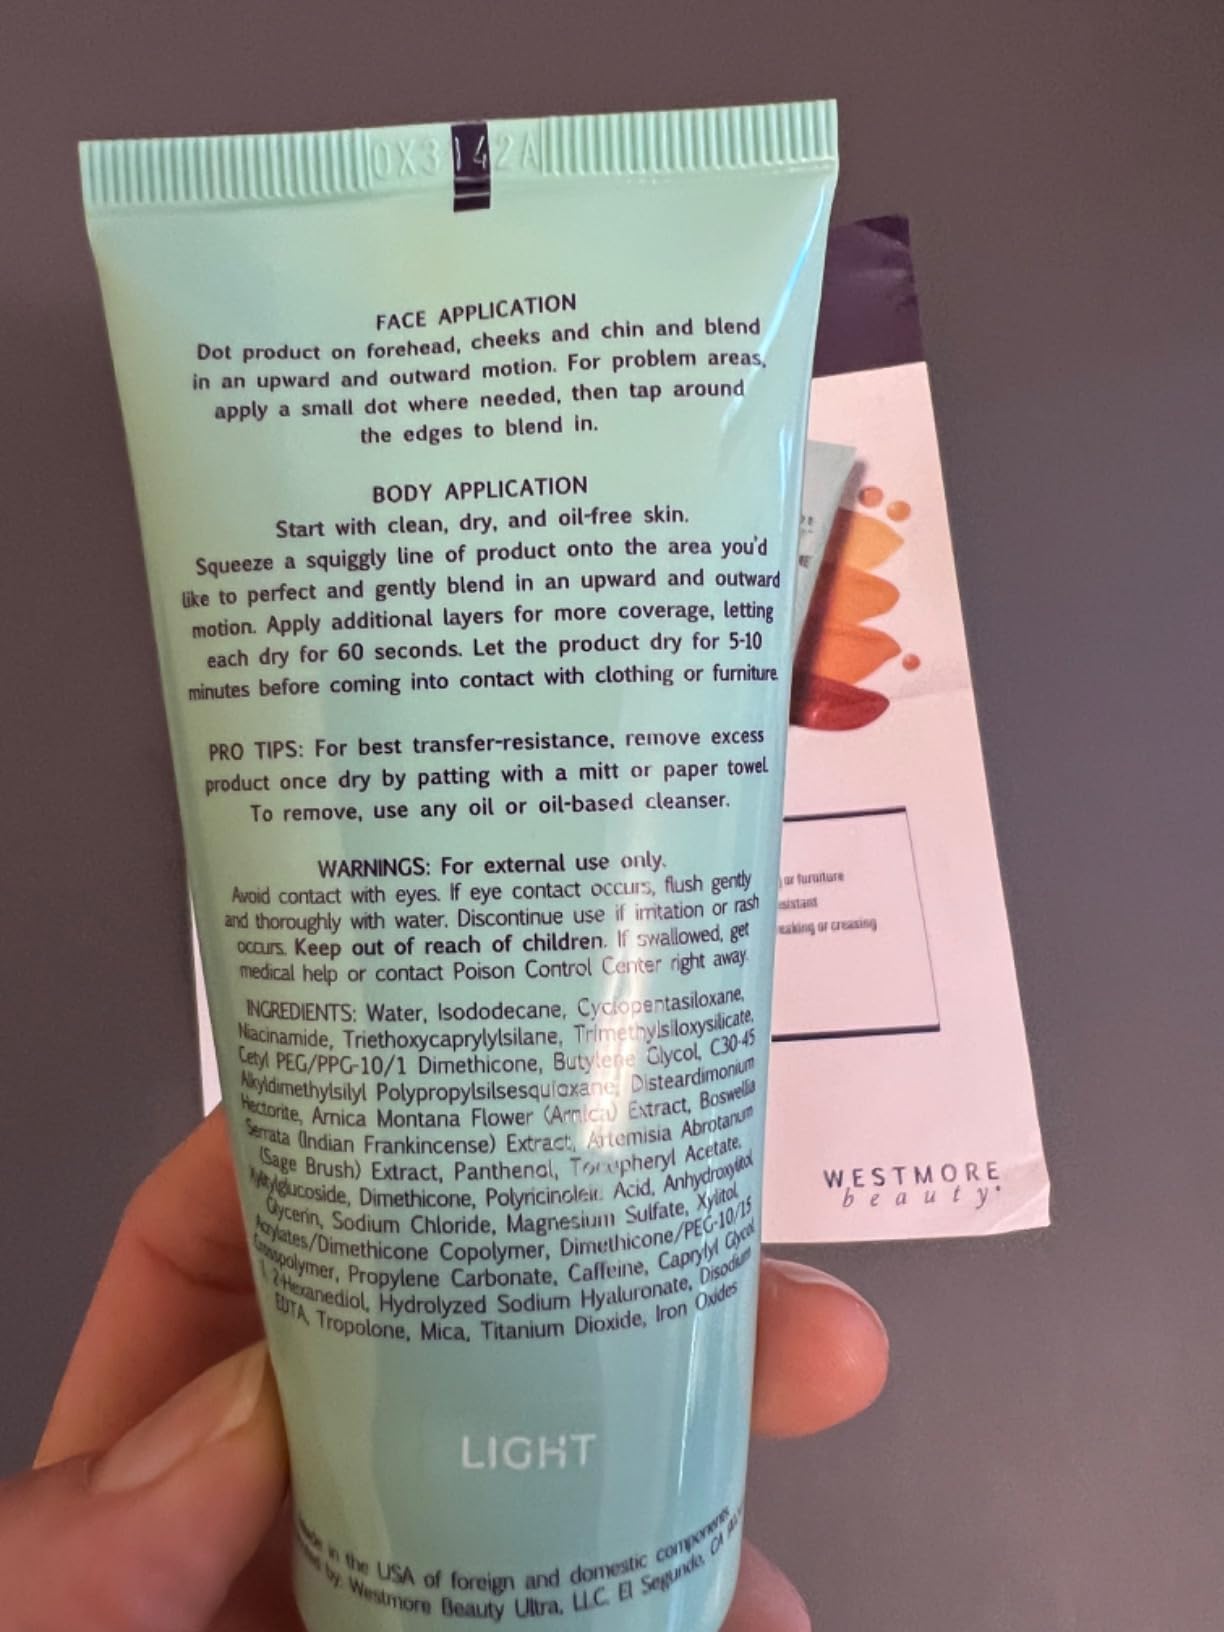 OX3142A
FACE APPLICATION
Dot product on forehead, cheeks and chin and blend
in an upward and outward motion. For problem areas,
apply a small dot where needed, then tap around
the edges to blend in.
BODY APPLICATION
Start with clean, dry, and oil-free skin.
Squeeze a squiggly line of product onto the area you'd
like to perfect and gently blend in an upward and outward
motion. Apply additional layers for more coverage, letting
each dry for 60 seconds. Let the product dry for 5-10
minutes before coming into contact with clothing or furniture
PRO TIPS: For best transfer-resistance, remove excess
product once dry by patting with a mitt or paper towel.
To remove, use any oil or oil-based cleanser.
WARNINGS: For external use only.
Avoid contact with eyes. If eye contact occurs, flush gently
and thoroughly with water. Discontinue use if irritation or rash
occurs. Keep out of reach of children. If swallowed, get
medical help or contact Poison Control Center right away.
INGREDIENTS: Water, Isododecane, Cyclopentasiloxane,
Niacinamide, Triethoxycaprylylsilane, Trimethylsiloxysilicate,
Cetyl PEG/PPG-10/1 Dimethicone, Butylene Glycol, C30-45
Alkyldimethylsilyl Polypropylsilsesquioxane, Disteardimonium
Hectorite, Arnica Montana Flower (Arnica) Extract, Boswellia
Serrata (Indian Frankincense) Extract, Artemisia Abrotanum
(Sage Brush) Extract, Panthenol, Tocopheryl Acetate,
Xylitylglucoside, Dimethicone, Polyricinoleic Acid, Anhydroxylitol
Glycerin, Sodium Chloride, Magnesium Sulfate, Xylitol,
Acrylates/Dimethicone Copolymer, Dimethicone/PEG-10/15
Crosspolymer, Propylene Carbonate, Caffeine, Caprylyl Glycol
1, 2-Hexanediol, Hydrolyzed Sodium Hyaluronate, Disodium
EDTA, Tropolone, Mica, Titanium Dioxide, Iron Oxides
LIGHT
in the USA of foreign and domestic components
by: Westmore Beauty Ultra, LLC. El Segundo, CA
or furniture
creasing
WESTMORE
beauty